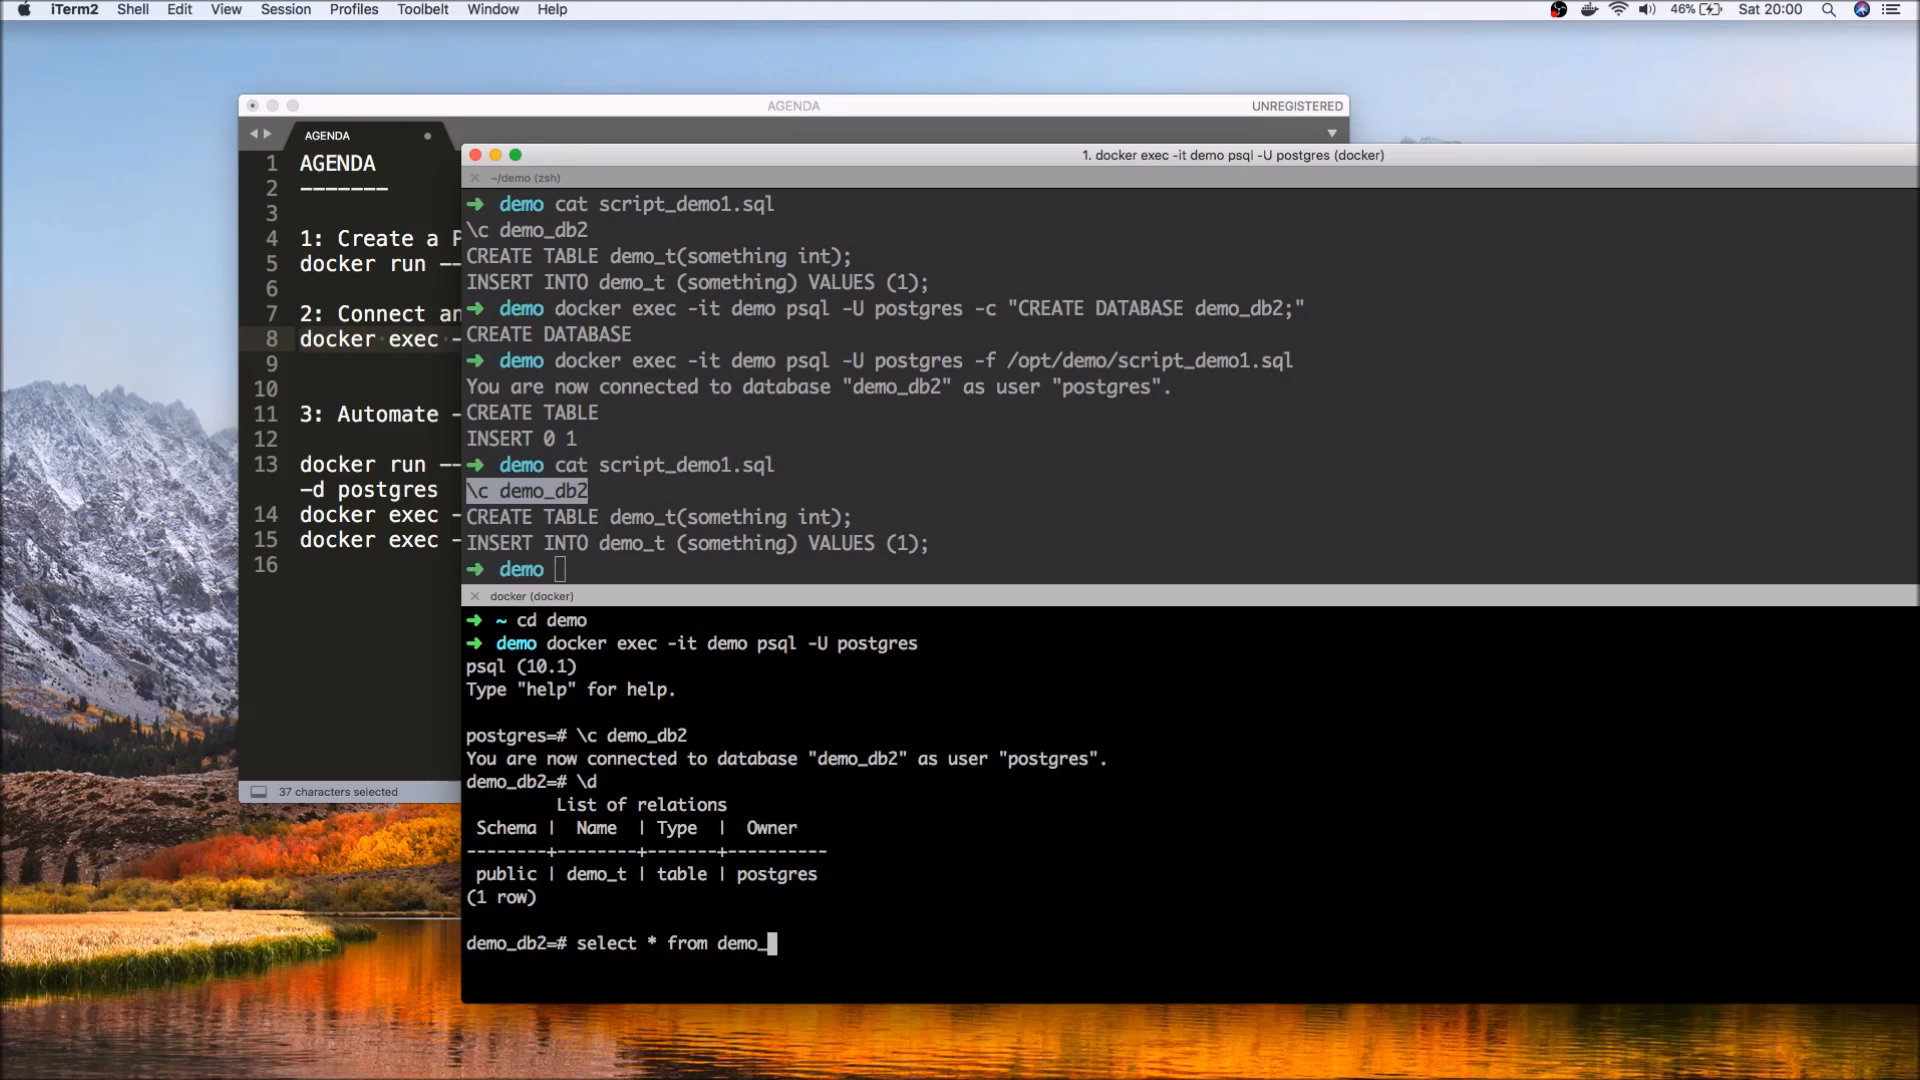 iTerm2 Shell Edit View Session Profiles Toolbelt Window Help 46% Sat 20:00
AGENDA UNREGISTERED
AGENDA
1 AGENDA
2 -------
3
4 1: Create a P
5 docker run --
6
7 2: Connect an
8 docker exec -
9
10
11 3: Automate -
12
13 docker run --
-d postgres
14 docker exec -
15 docker exec -
16
37 characters selected
1. docker exec -it demo psql -U postgres (docker)
~/demo (zsh)
➜ demo cat script_demo1.sql
\c demo_db2
CREATE TABLE demo_t(something int);
INSERT INTO demo_t (something) VALUES (1);
➜ demo docker exec -it demo psql -U postgres -c "CREATE DATABASE demo_db2;"
CREATE DATABASE
➜ demo docker exec -it demo psql -U postgres -f /opt/demo/script_demo1.sql
You are now connected to database "demo_db2" as user "postgres".
CREATE TABLE
INSERT 0 1
➜ demo cat script_demo1.sql
\c demo_db2
CREATE TABLE demo_t(something int);
INSERT INTO demo_t (something) VALUES (1);
➜ demo
docker (docker)
➜ ~ cd demo
➜ demo docker exec -it demo psql -U postgres
psql (10.1)
Type "help" for help.
postgres=# \c demo_db2
You are now connected to database "demo_db2" as user "postgres".
demo_db2=# \d
List of relations
Schema | Name | Type | Owner
--------+--------+-------+----------
public | demo_t | table | postgres
(1 row)
demo_db2=# select * from demo_